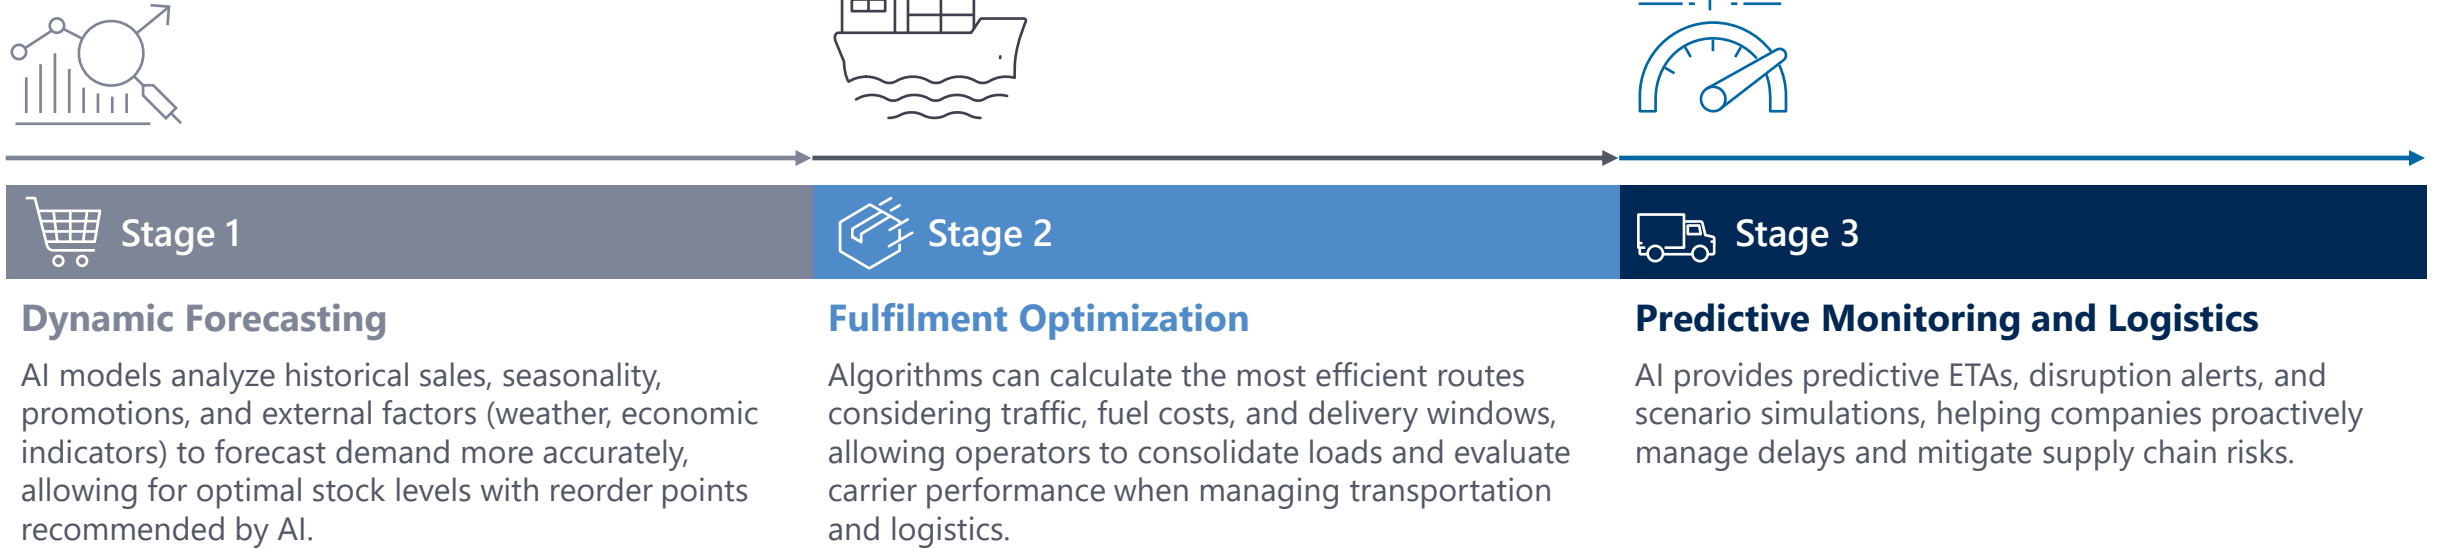 Stage 1
Dynamic Forecasting
AI models analyze historical sales, seasonality,
promotions, and external factors (weather, economic
indicators) to forecast demand more accurately,
allowing for optimal stock levels with reorder points
recommended by AI.
Stage 2
Fulfilment Optimization
Algorithms can calculate the most efficient routes
considering traffic, fuel costs, and delivery windows,
allowing operators to consolidate loads and evaluate
carrier performance when managing transportation
and logistics.
Stage 3
Predictive Monitoring and Logistics
AI provides predictive ETAs, disruption alerts, and
scenario simulations, helping companies proactively
manage delays and mitigate supply chain risks.